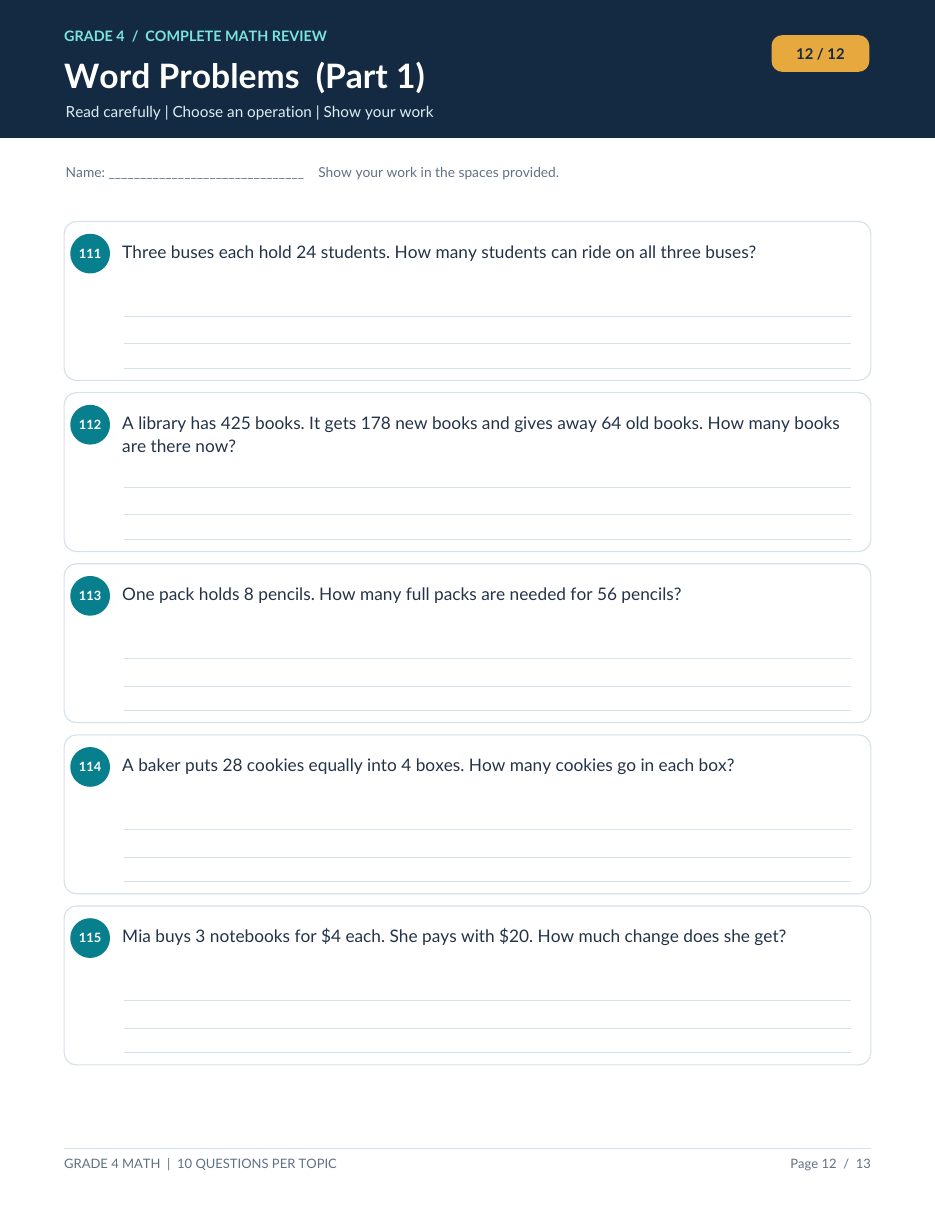 GRADE 4 / COMPLETE MATH REVIEW
Word Problems (Part 1)
Read carefully | Choose an operation | Show your work
12 / 12
Name: ______________________________ Show your work in the spaces provided.
111 Three buses each hold 24 students. How many students can ride on all three buses?
112 A library has 425 books. It gets 178 new books and gives away 64 old books. How many books
are there now?
113 One pack holds 8 pencils. How many full packs are needed for 56 pencils?
114 A baker puts 28 cookies equally into 4 boxes. How many cookies go in each box?
115 Mia buys 3 notebooks for $4 each. She pays with $20. How much change does she get?
GRADE 4 MATH | 10 QUESTIONS PER TOPIC
Page 12 / 13